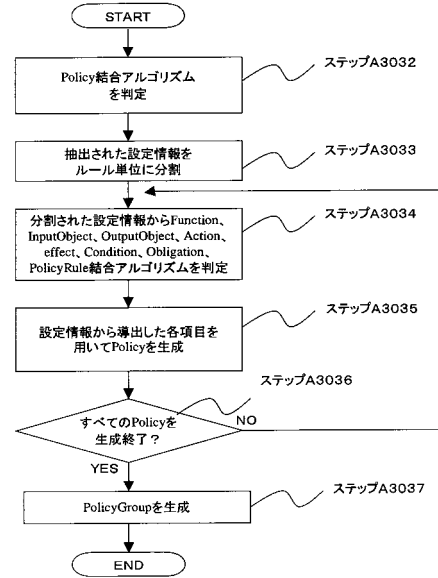 START
Policy結合アルゴリズム
を判定
ステップA3032
抽出された設定情報を
ルール単位に分割
ステップA3033
分割された設定情報からFunction、
InputObject、OutputObject、Action、
effect、Condition、Obligation、
PolicyRule結合アルゴリズムを判定
ステップA3034
設定情報から導出した各項目を
用いてPolicyを生成
ステップA3035
ステップA3036
すべてのPolicyを
生成終了？
NO
YES
PolicyGroupを生成
ステップA3037
END